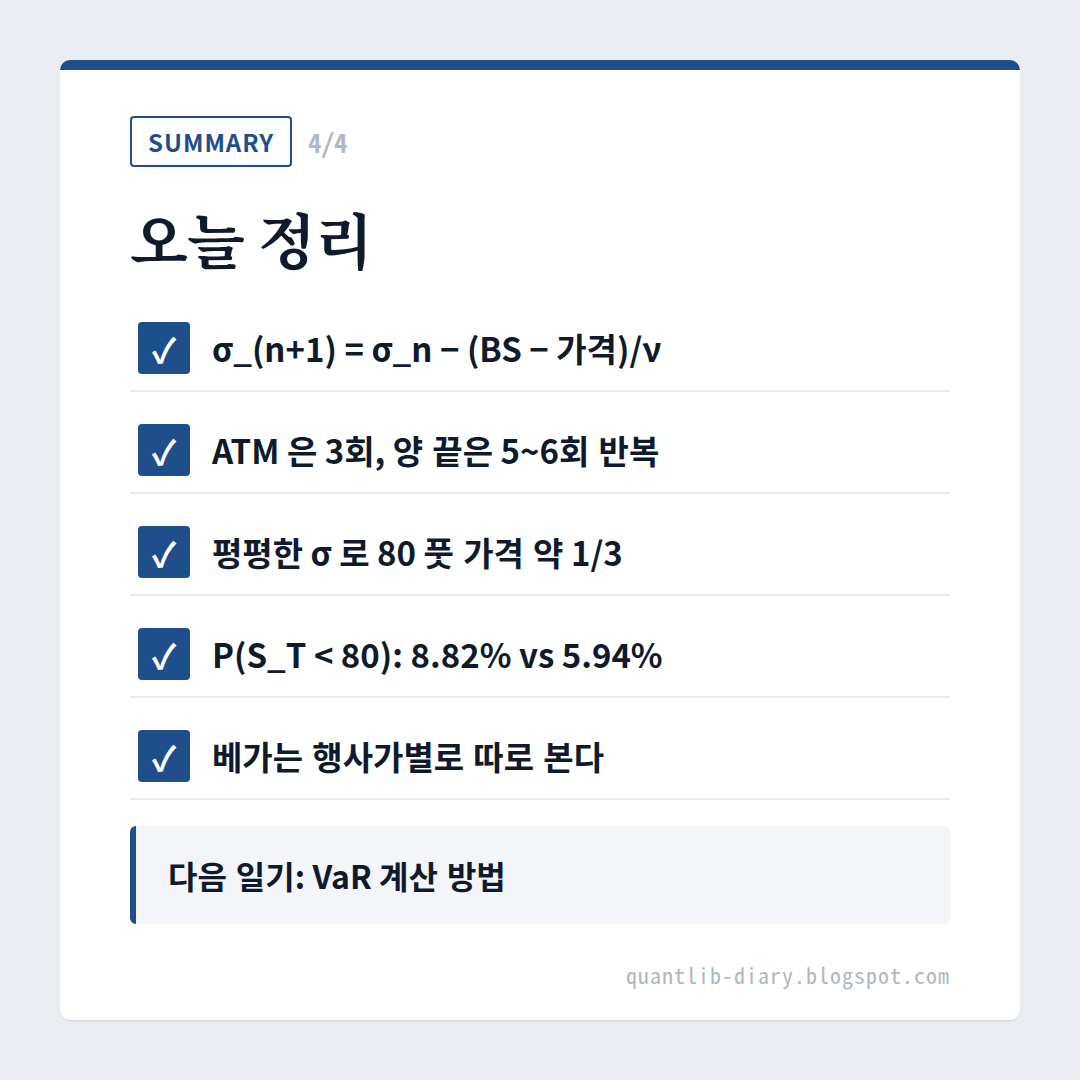 SUMMARY 4/4
오늘 정리
✓ σ_(n+1) = σ_n − (BS − 가격)/ν
✓ ATM 은 3회, 양 끝은 5~6회 반복
✓ 평평한 σ 로 80 풋 가격 약 1/3
✓ P(S_T < 80): 8.82% vs 5.94%
✓ 베가는 행사가별로 따로 본다
다음 일기: VaR 계산 방법
quantlib-diary.blogspot.com